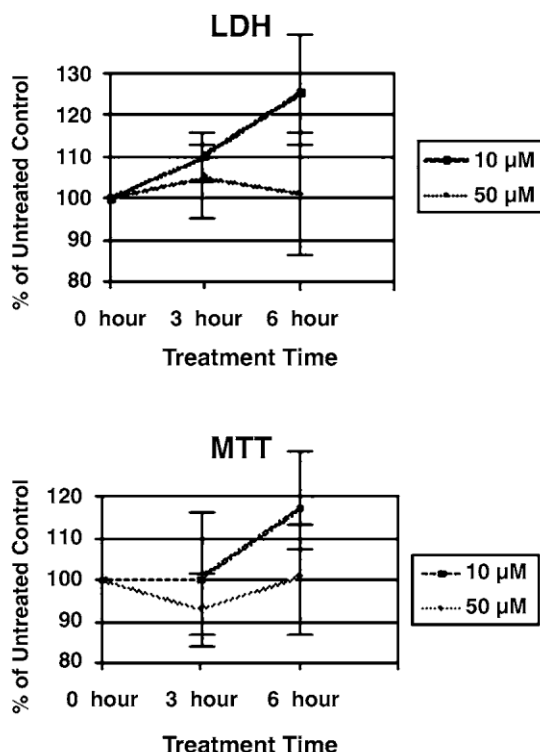 LDH
% of Untreated Control
130
120
110
100
90
80
0 hour 3 hour 6 hour
Treatment Time
10 µM
50 µM
MTT
% of Untreated Control
120
110
100
90
80
0 hour 3 hour 6 hour
Treatment Time
10 µM
50 µM